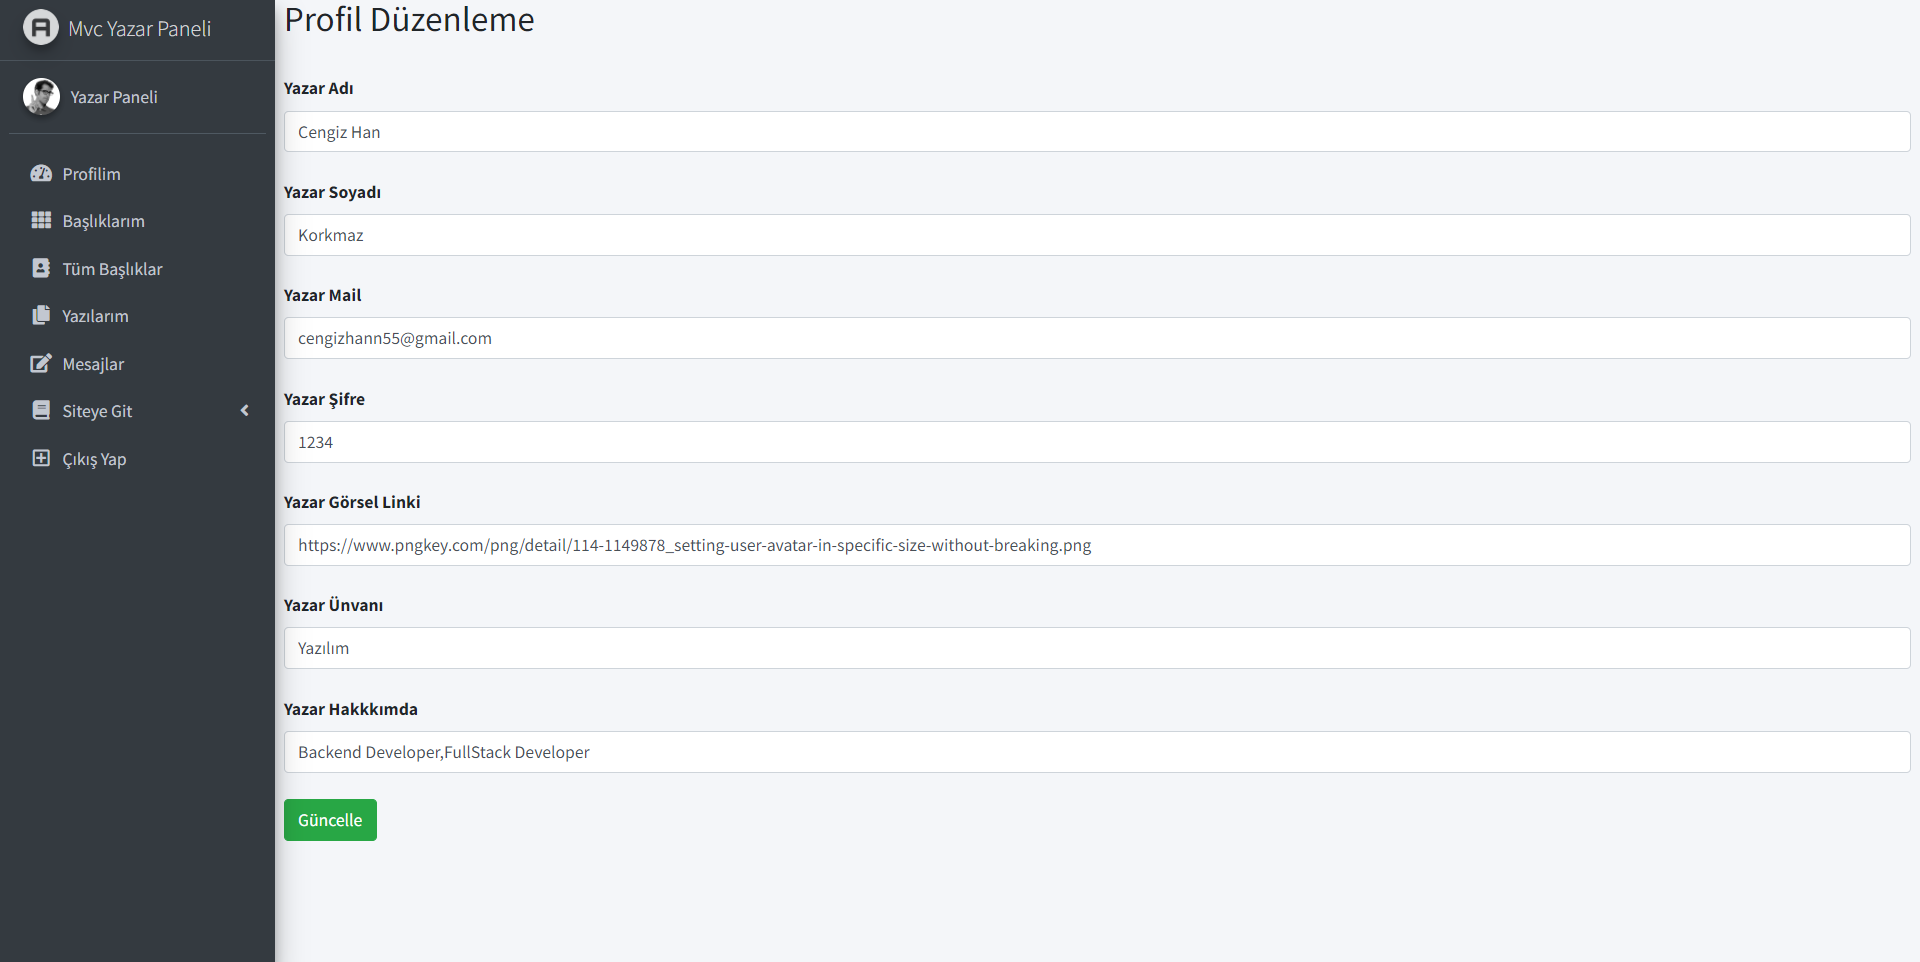 Mvc Yazar Paneli
Yazar Paneli
Profilim
Başlıklarım
Tüm Başlıklar
Yazılarım
Mesajlar
Siteye Git
Çıkış Yap
Profil Düzenleme
Yazar Adı
Cengiz Han
Yazar Soyadı
Korkmaz
Yazar Mail
cengizhann55@gmail.com
Yazar Şifre
1234
Yazar Görsel Linki
https://www.pngkey.com/png/detail/114-1149878_setting-user-avatar-in-specific-size-without-breaking.png
Yazar Ünvanı
Yazılım
Yazar Hakkkımda
Backend Developer,FullStack Developer
Güncelle